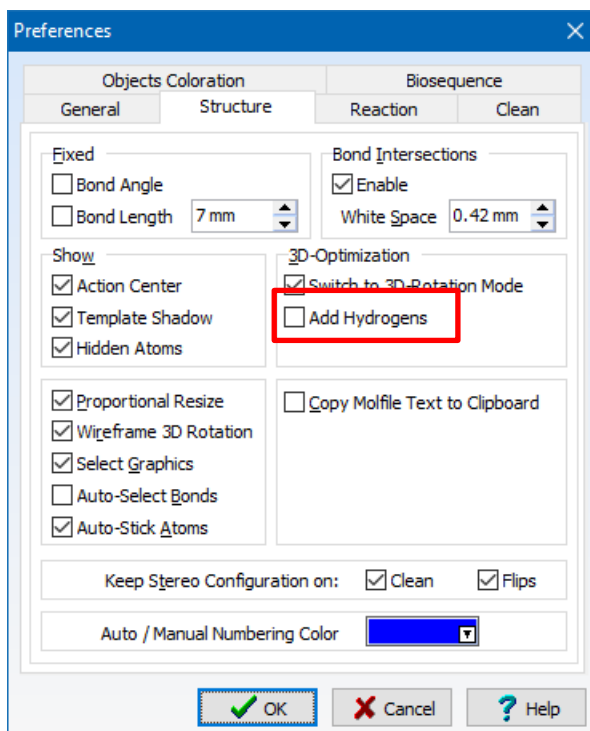 Preferences
Objects Coloration Biosequence
General Structure Reaction Clean
Fixed Bond Intersections
Bond Angle Enable
Bond Length 7 mm White Space 0.42 mm
Show 3D-Optimization
Action Center Switch to 3D-Rotation Mode
Template Shadow Add Hydrogens
Hidden Atoms
Proportional Resize Copy Molfile Text to Clipboard
Wireframe 3D Rotation
Select Graphics
Auto-Select Bonds
Auto-Stick Atoms
Keep Stereo Configuration on: Clean Flips
Auto / Manual Numbering Color
OK Cancel ? Help